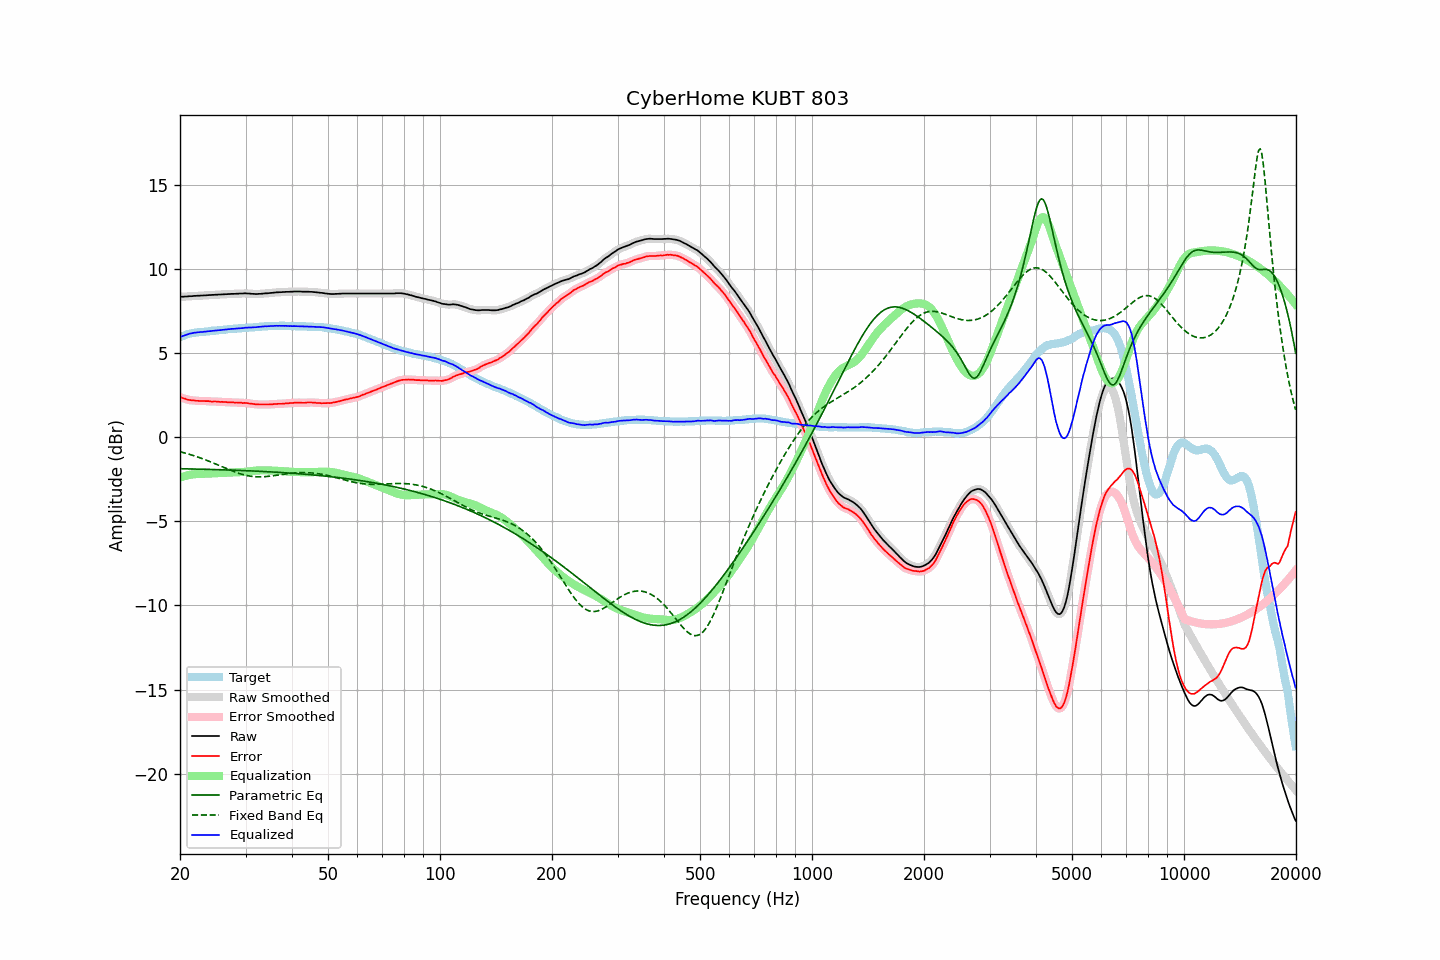 CyberHome KUBT 803
Amplitude (dBr)
15
10
5
0
−5
−10
−15
−20
Target
Raw Smoothed
Error Smoothed
Raw
Error
Equalization
Parametric Eq
Fixed Band Eq
Equalized
20 50 100 200 500 1000 2000 5000 10000 20000
Frequency (Hz)